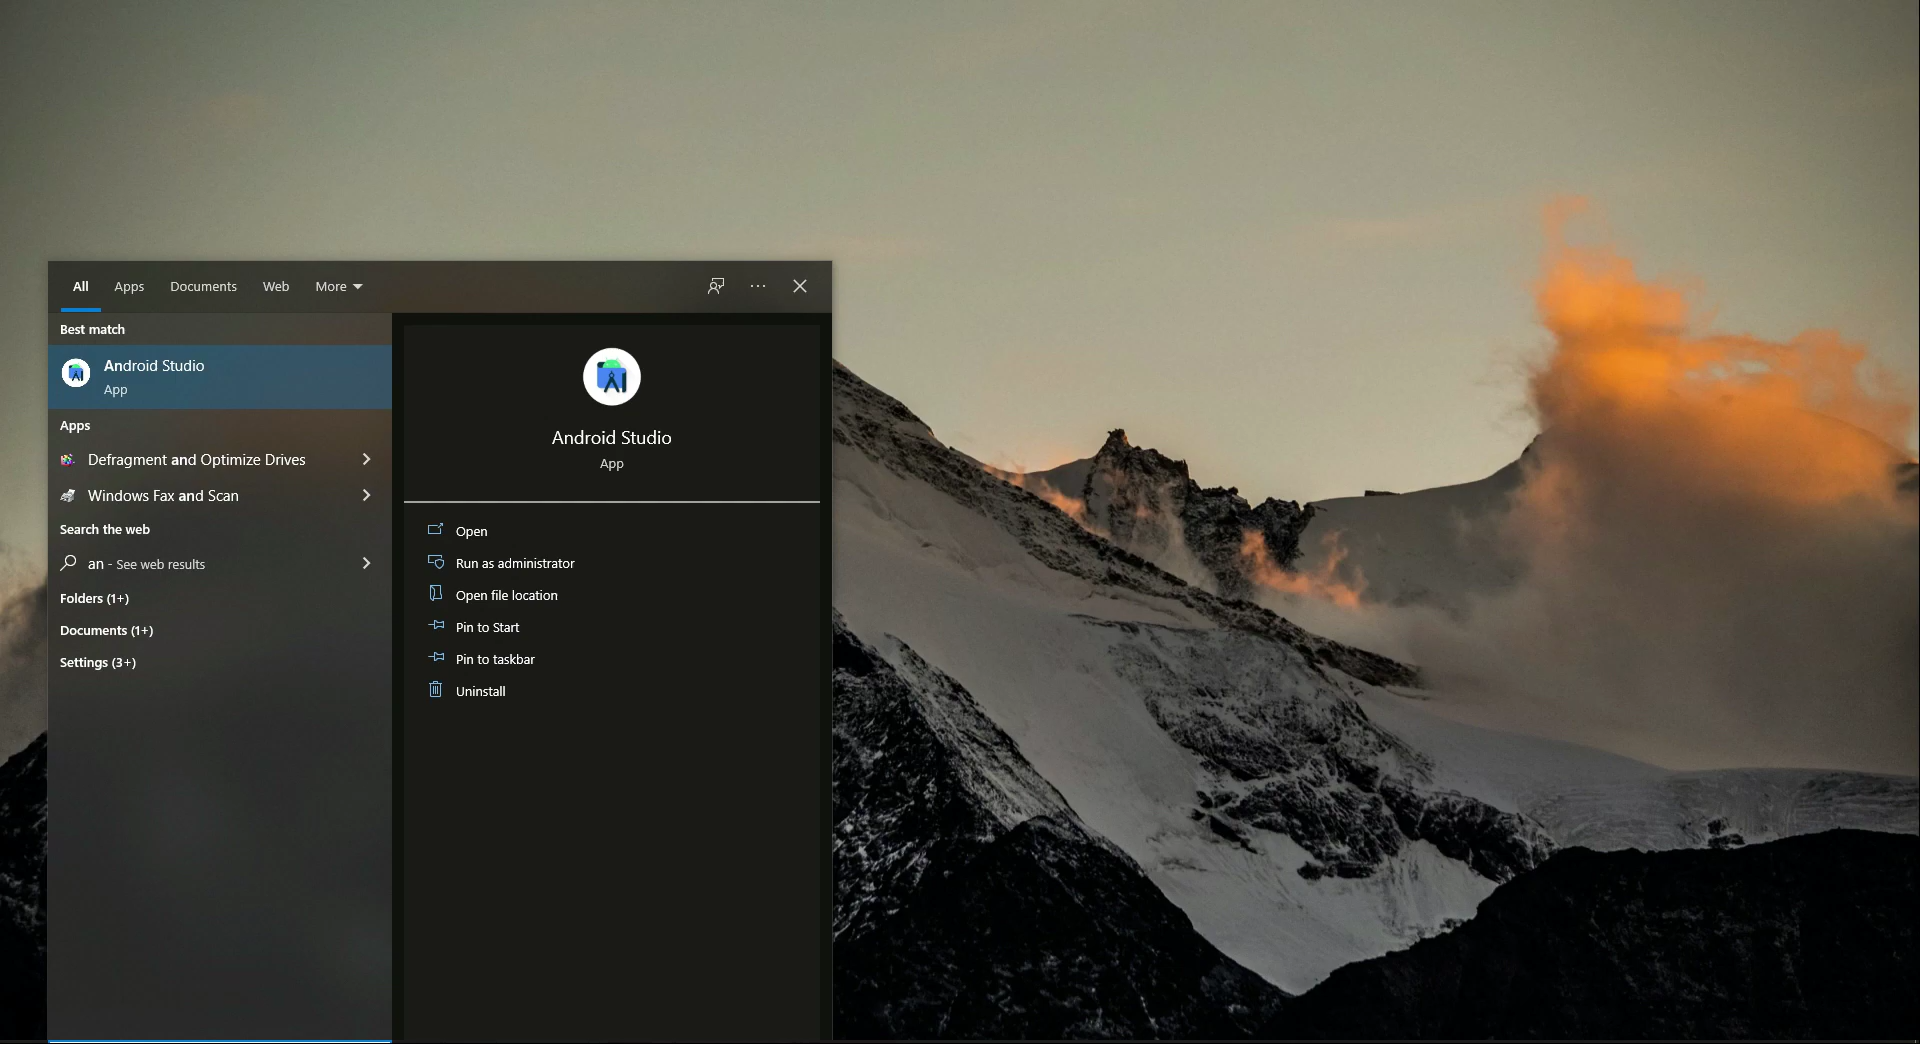 All Apps Documents Web More
Best match
Android Studio
App
Apps
Defragment and Optimize Drives
Windows Fax and Scan
Search the web
an - See web results
Folders (1+)
Documents (1+)
Settings (3+)
Android Studio
App
Open
Run as administrator
Open file location
Pin to Start
Pin to taskbar
Uninstall